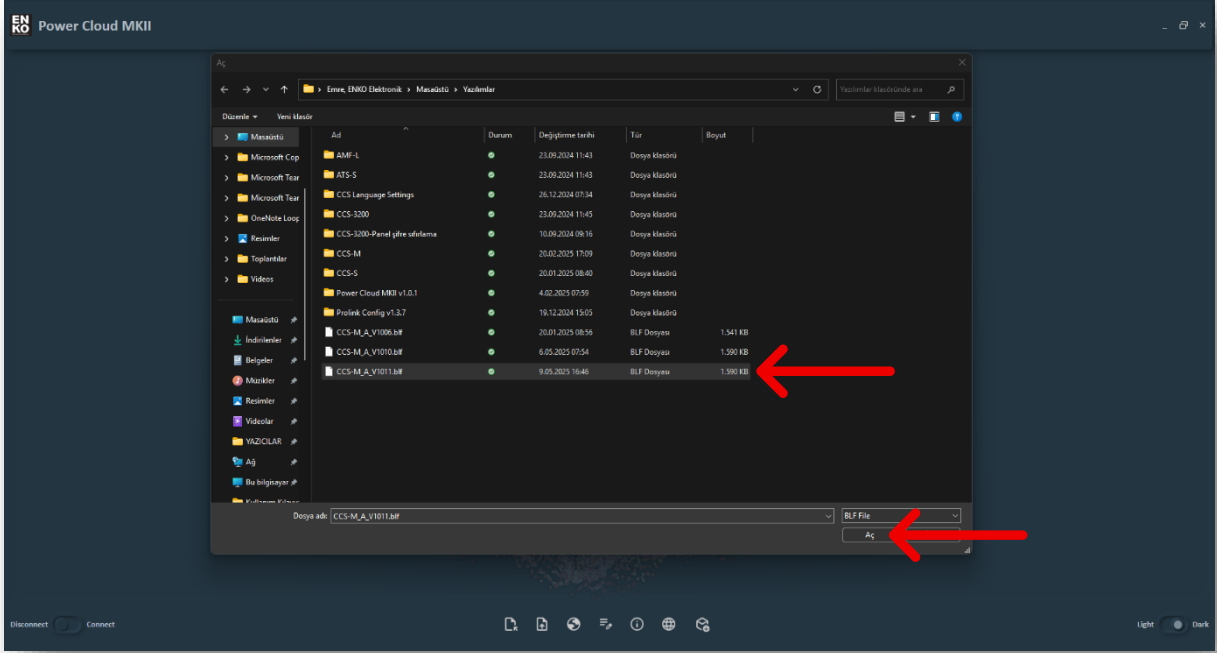 EN
KO
Power Cloud MKII
Aç
Emre, ENKO Elektronik > Masaüstü > Yazılımlar
Yazılımlar klasöründe ara
Düzenle
Yeni klasör
Ad Durum Değiştirme tarihi Tür Boyut
Masaüstü
Microsoft Cop
Microsoft Tear
Microsoft Tear
OneNote Loop
Resimler
Toplantılar
Videos
Masaüstü
İndirilenler
Belgeler
Müzikler
Resimler
Videolar
YAZICILAR
Ağ
Bu bilgisayar
AMF-L 23.09.2024 11:43 Dosya klasörü
ATS-S 23.09.2024 11:43 Dosya klasörü
CCS Language Settings 26.12.2024 07:34 Dosya klasörü
CCS-3200 23.09.2024 11:45 Dosya klasörü
CCS-3200-Panel şifre sıfırlama 10.09.2024 09:16 Dosya klasörü
CCS-M 20.02.2025 17:09 Dosya klasörü
CCS-S 20.01.2025 08:40 Dosya klasörü
Power Cloud MKII v1.0.1 4.02.2025 07:59 Dosya klasörü
Prolink Config v1.3.7 19.12.2024 15:05 Dosya klasörü
CCS-M_A_V1006.blf 20.01.2025 08:56 BLF Dosyası 1.541 KB
CCS-M_A_V1010.blf 6.05.2025 07:54 BLF Dosyası 1.590 KB
CCS-M_A_V1011.blf 9.05.2025 16:46 BLF Dosyası 1.590 KB
Dosya adı: CCS-M_A_V1011.blf
BLF File
Aç
Disconnect Connect
Light Dark